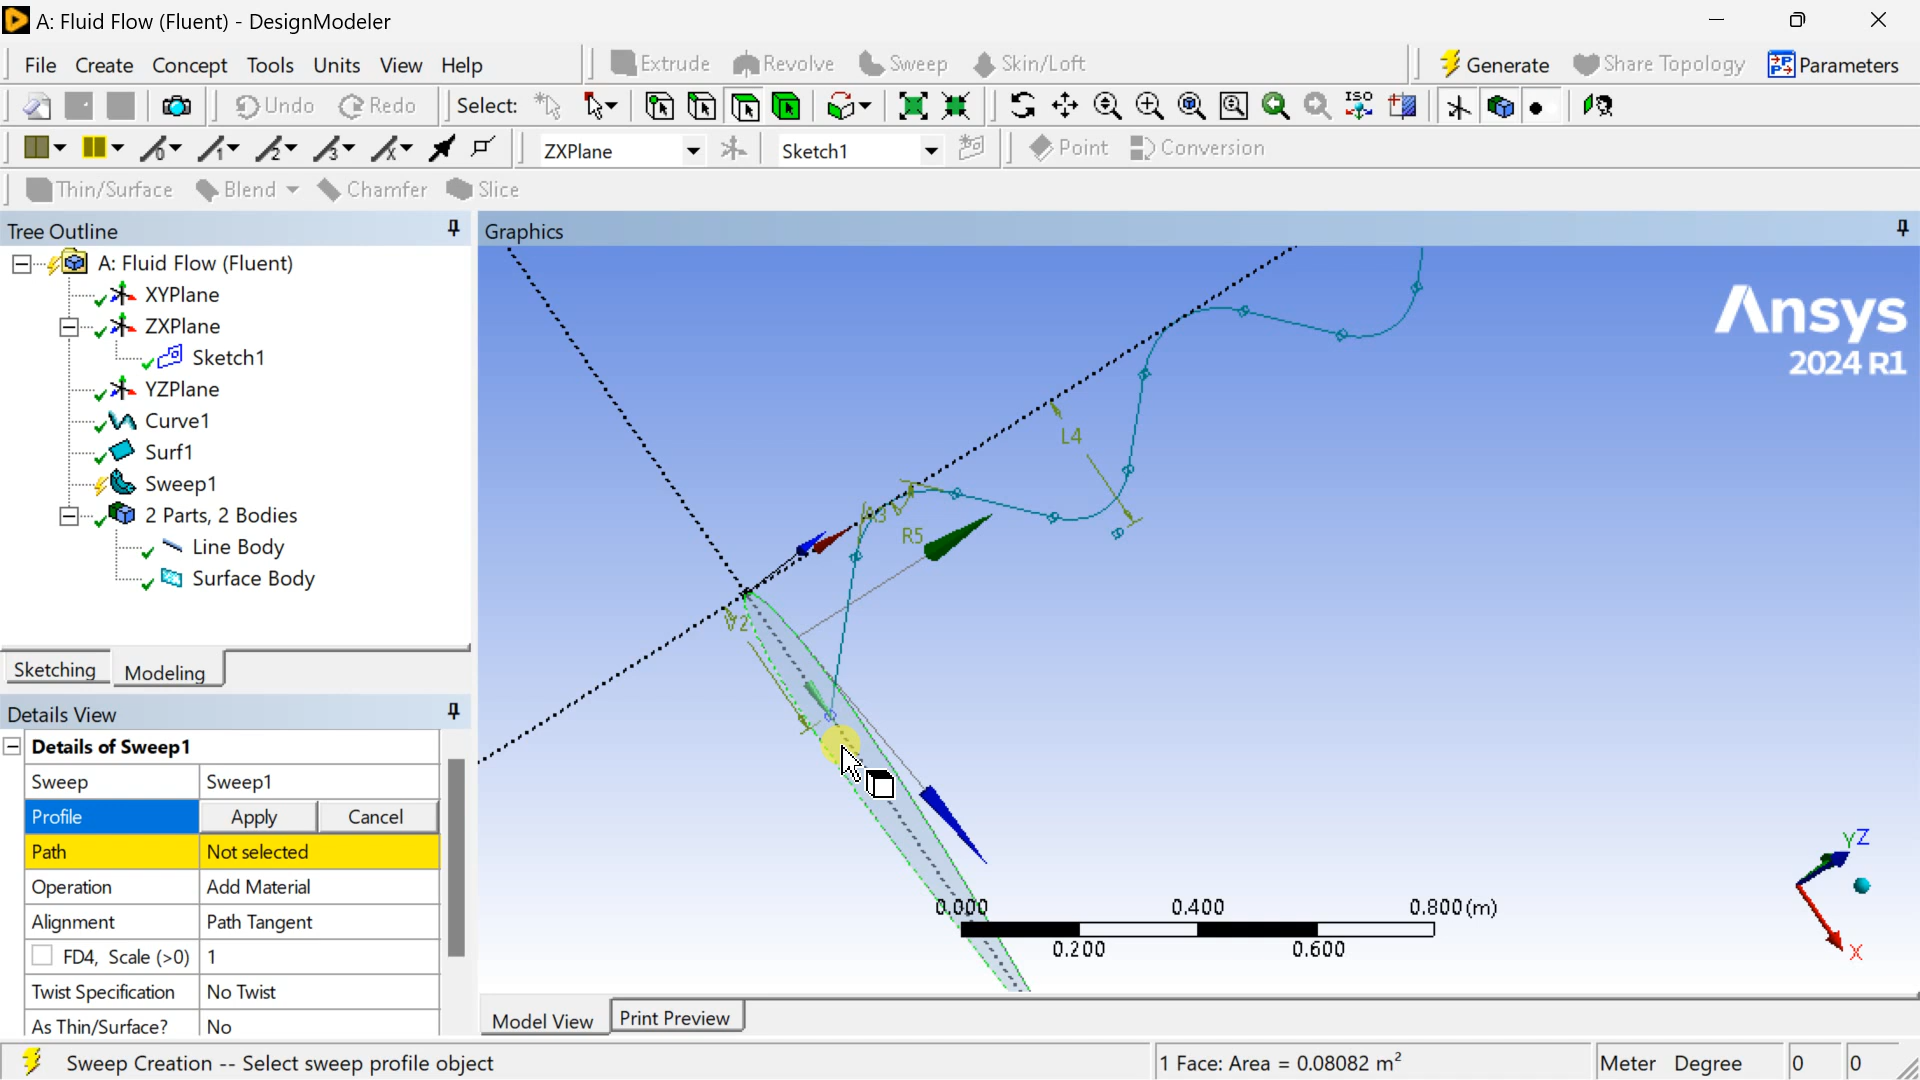 A: Fluid Flow (Fluent) - DesignModeler
File Create Concept Tools Units View Help
Extrude Revolve Sweep Skin/Loft
Generate Share Topology Parameters
Undo Redo Select:
ISO
ZXPlane Sketch1 Point Conversion
Thin/Surface Blend Chamfer Slice
Tree Outline
A: Fluid Flow (Fluent)
XYPlane
ZXPlane
Sketch1
YZPlane
Curve1
Surf1
Sweep1
2 Parts, 2 Bodies
Line Body
Surface Body
Sketching Modeling
Details View
Details of Sweep1
Sweep Sweep1
Profile Apply Cancel
Path Not selected
Operation Add Material
Alignment Path Tangent
FD4, Scale (>0) 1
Twist Specification No Twist
As Thin/Surface? No
Graphics
Ansys
2024 R1
L4
A3
R5
V2
0.000 0.400 0.800 (m)
0.200 0.600
Y Z
X
Model View Print Preview
Sweep Creation -- Select sweep profile object
1 Face: Area = 0.08082 m²
Meter Degree 0 0